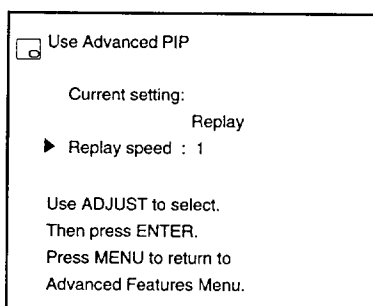 Use Advanced PIP
Current setting:
Replay
▶ Replay speed : 1
Use ADJUST to select.
Then press ENTER.
Press MENU to return to
Advanced Features Menu.